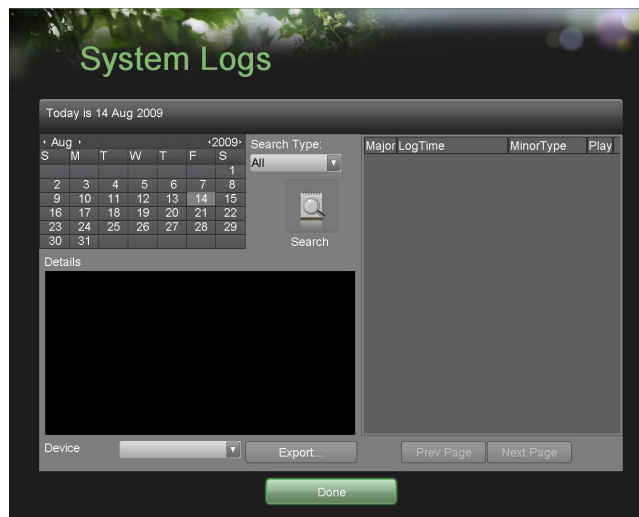 System Logs
Today is 14 Aug 2009
Aug 2009
S M T W T F S
1
2 3 4 5 6 7 8
9 10 11 12 13 14 15
16 17 18 19 20 21 22
23 24 25 26 27 28 29
30 31
Search Type:
All
Search
Major LogTime MinorType Play
Details
Device
Export...
Prev Page Next Page
Done